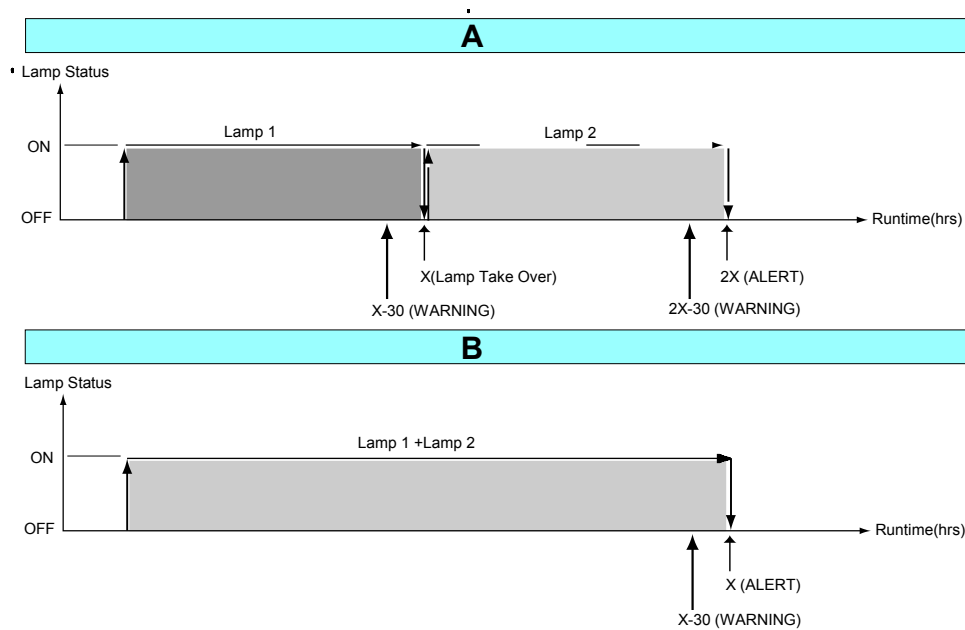 A
Lamp Status
Lamp 1
Lamp 2
ON
OFF
Runtime(hrs)
X(Lamp Take Over)
2X (ALERT)
X-30 (WARNING)
2X-30 (WARNING)
B
Lamp Status
Lamp 1 +Lamp 2
ON
OFF
Runtime(hrs)
X (ALERT)
X-30 (WARNING)